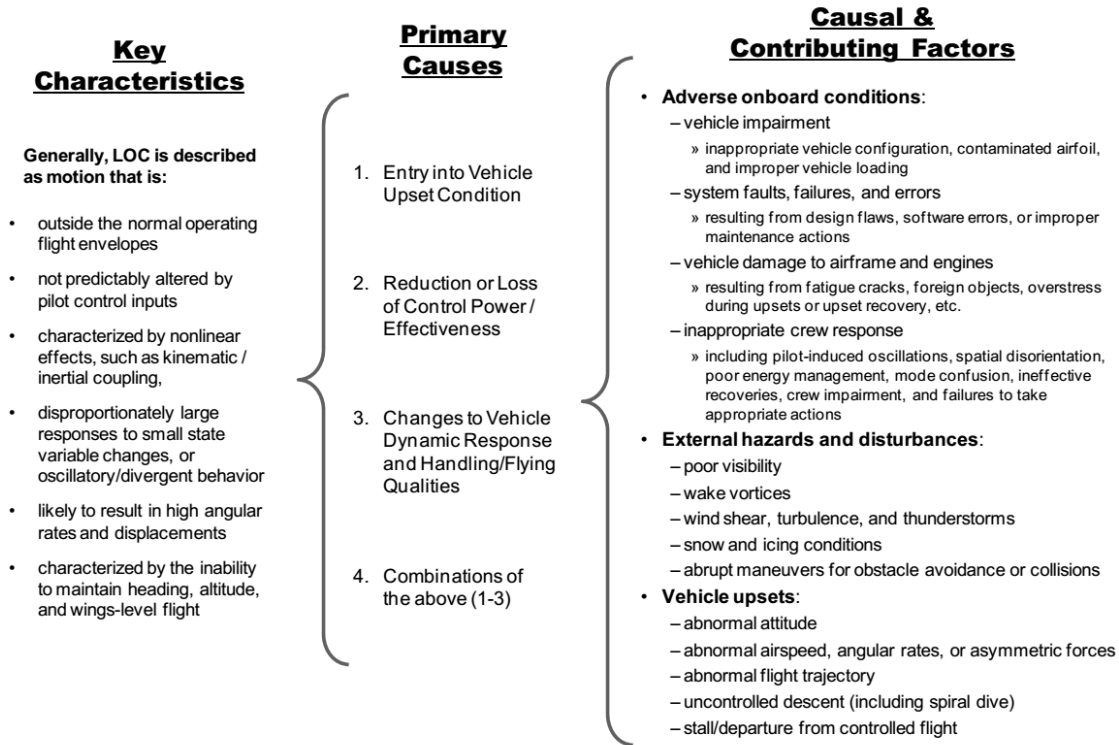 Key
Characteristics
Generally, LOC is described
as motion that is:
• outside the normal operating
flight envelopes
• not predictably altered by
pilot control inputs
• characterized by nonlinear
effects, such as kinematic /
inertial coupling,
• disproportionately large
responses to small state
variable changes, or
oscillatory/divergent behavior
• likely to result in high angular
rates and displacements
• characterized by the inability
to maintain heading, altitude,
and wings-level flight
Primary
Causes
1. Entry into Vehicle
Upset Condition
2. Reduction or Loss
of Control Power /
Effectiveness
3. Changes to Vehicle
Dynamic Response
and Handling/Flying
Qualities
4. Combinations of
the above (1-3)
Causal &
Contributing Factors
• Adverse onboard conditions:
– vehicle impairment
» inappropriate vehicle configuration, contaminated airfoil,
and improper vehicle loading
– system faults, failures, and errors
» resulting from design flaws, software errors, or improper
maintenance actions
– vehicle damage to airframe and engines
» resulting from fatigue cracks, foreign objects, overstress
during upsets or upset recovery, etc.
– inappropriate crew response
» including pilot-induced oscillations, spatial disorientation,
poor energy management, mode confusion, ineffective
recoveries, crew impairment, and failures to take
appropriate actions
• External hazards and disturbances:
– poor visibility
– wake vortices
– wind shear, turbulence, and thunderstorms
– snow and icing conditions
– abrupt maneuvers for obstacle avoidance or collisions
• Vehicle upsets:
– abnormal attitude
– abnormal airspeed, angular rates, or asymmetric forces
– abnormal flight trajectory
– uncontrolled descent (including spiral dive)
– stall/departure from controlled flight